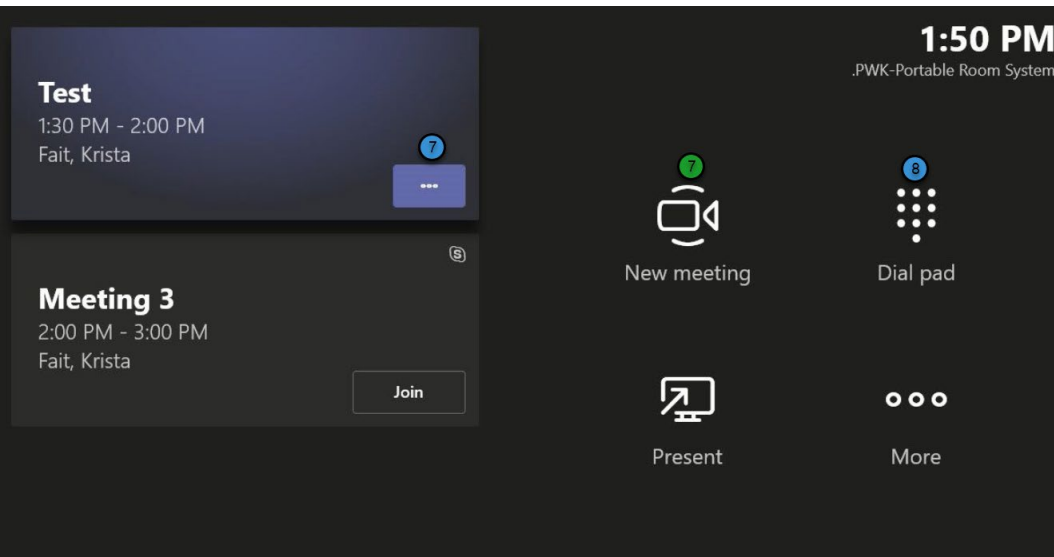 1:50 PM
.PWK-Portable Room System
Test
1:30 PM - 2:00 PM
Fait, Krista
7
...
Meeting 3
2:00 PM - 3:00 PM
Fait, Krista
Join
7
New meeting
8
Dial pad
Present
More